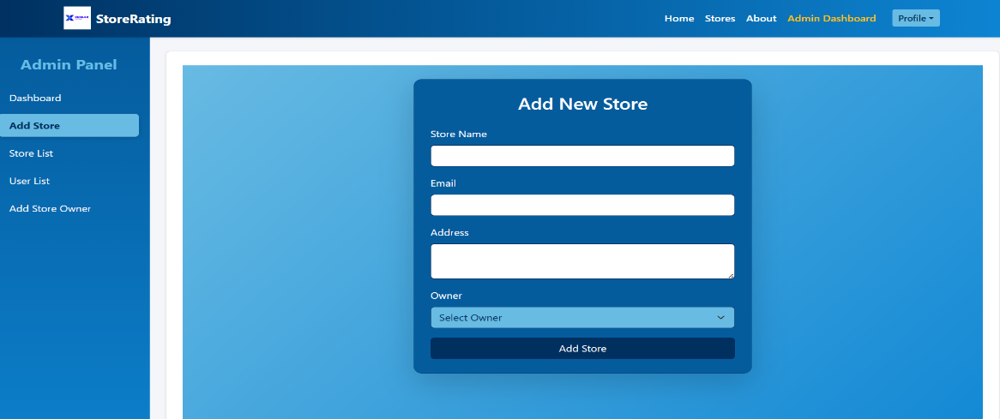 StoreRating
Home Stores About Admin Dashboard Profile
Admin Panel
Dashboard
Add Store
Store List
User List
Add Store Owner
Add New Store
Store Name
Email
Address
Owner
Select Owner
Add Store